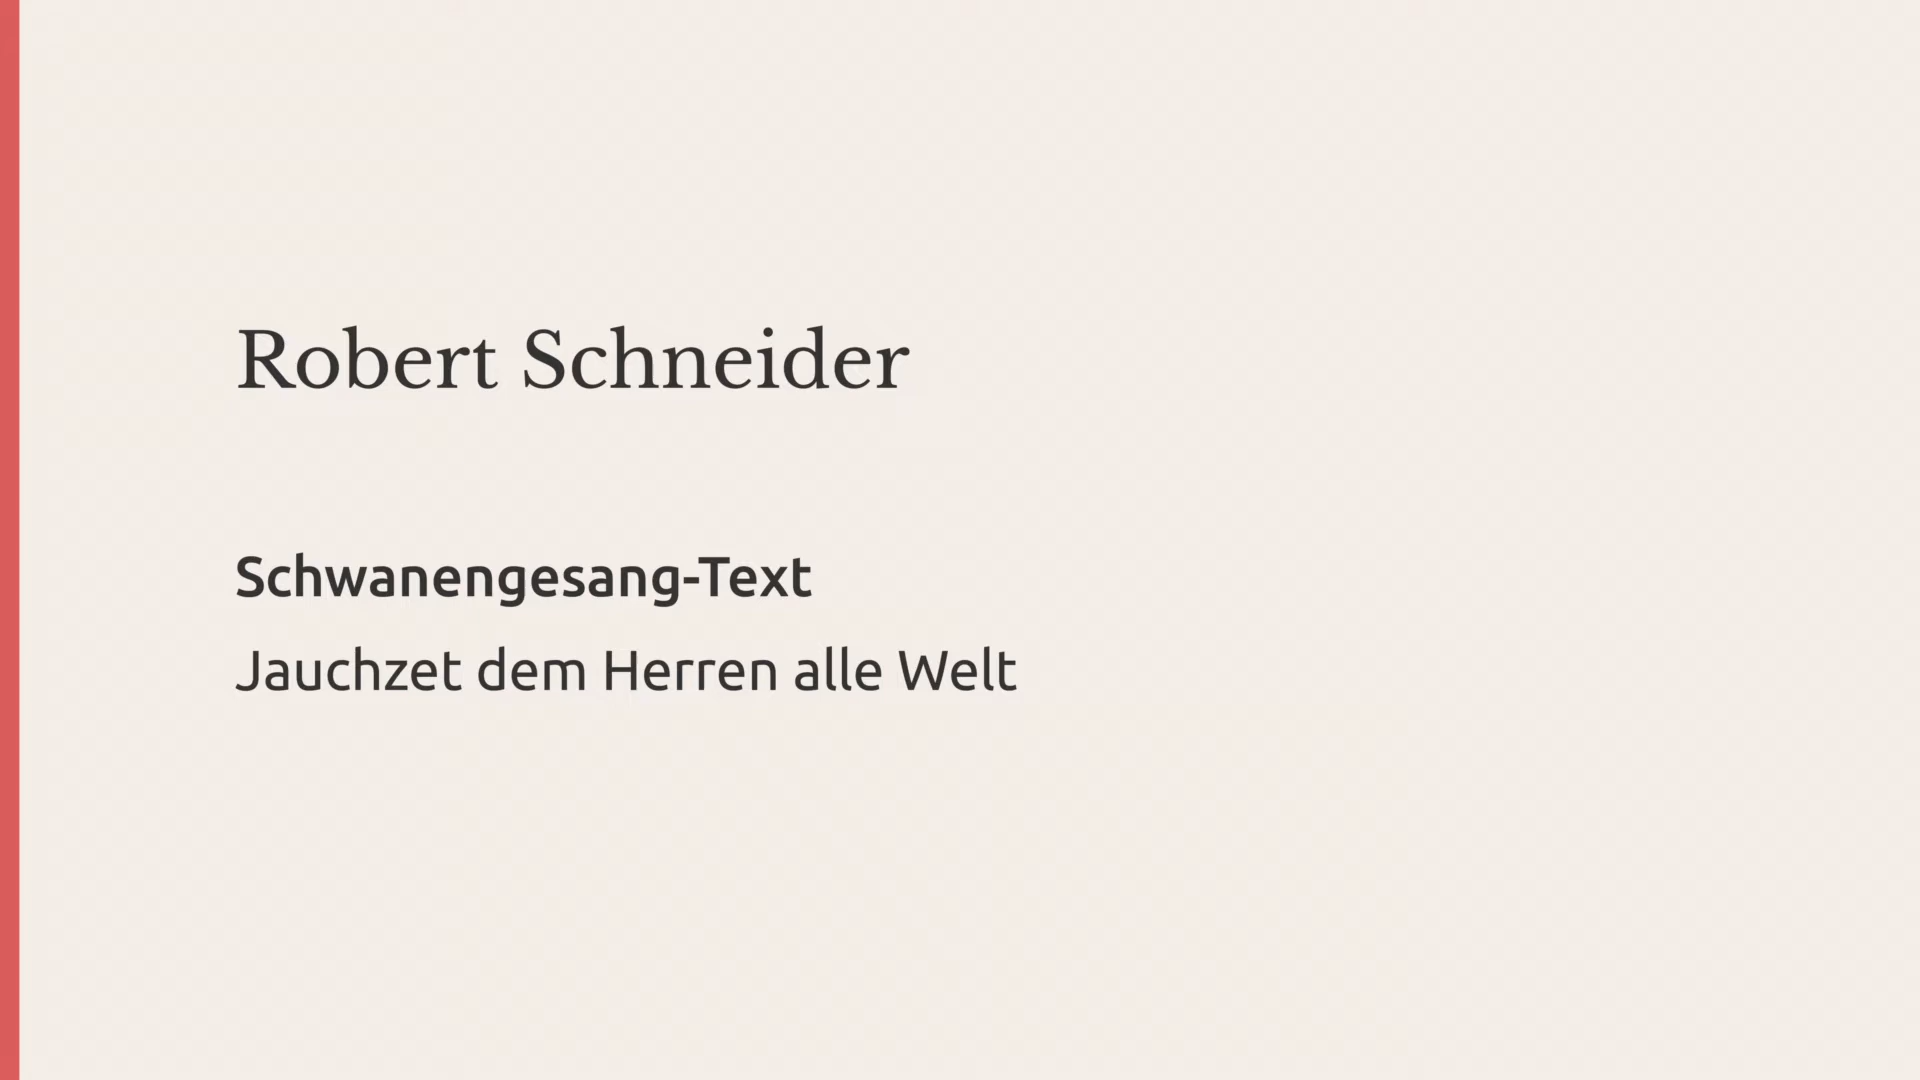 Robert Schneider
Schwanengesang-Text
Jauchzet dem Herren alle Welt